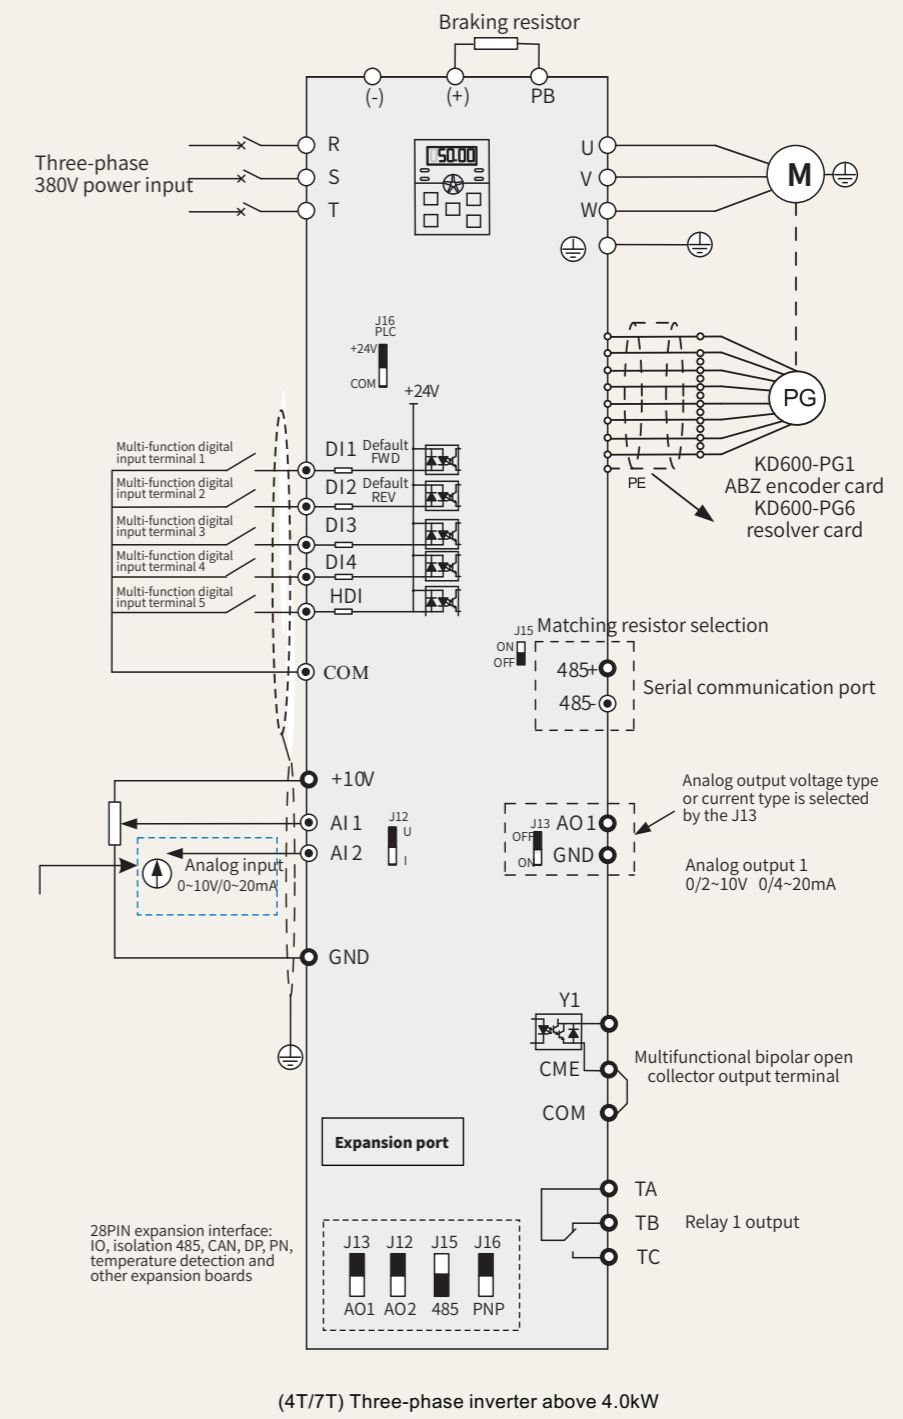 Braking resistor
(-)
(+)
PB
R
S
T
Three-phase
380V power input
50.00
U
V
W
M
J16
PLC
+24V
COM
+24V
PG
PE
KD600-PG1
ABZ encoder card
KD600-PG6
resolver card
Multi-function digital
input terminal 1
DI1
Default
FWD
Multi-function digital
input terminal 2
DI2
Default
REV
Multi-function digital
input terminal 3
DI3
Multi-function digital
input terminal 4
DI4
Multi-function digital
input terminal 5
HDI
COM
J15
ON
OFF
Matching resistor selection
485+
485-
Serial communication port
+10V
AI 1
AI 2
J12
U
I
Analog input
0~10V/0~20mA
GND
J13
OFF
ON
AO 1
GND
Analog output voltage type
or current type is selected
by the J13
Analog output 1
0/2~10V 0/4~20mA
Y1
CME
COM
Multifunctional bipolar open
collector output terminal
Expansion port
TA
TB
TC
Relay 1 output
28PIN expansion interface:
IO, isolation 485, CAN, DP, PN,
temperature detection and
other expansion boards
J13 J12 J15 J16
AO1 AO2 485 PNP
(4T/7T) Three-phase inverter above 4.0kW